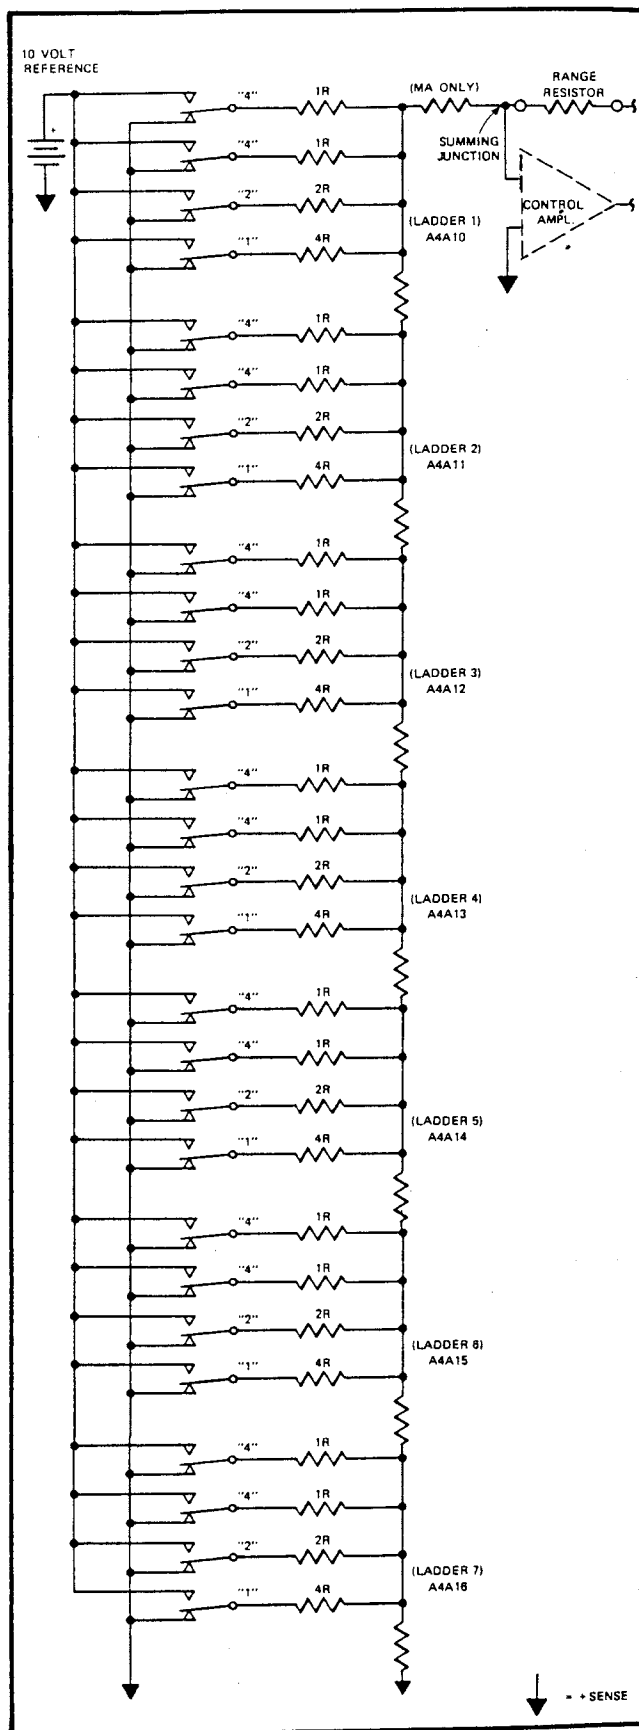 10 VOLT
REFERENCE
+
"4"
1R
(MA ONLY)
RANGE
RESISTOR
SUMMING
JUNCTION
"4"
1R
"2"
2R
(LADDER 1)
A4A10
CONTROL
AMPL.
"1"
4R
"4"
1R
"4"
1R
"2"
2R
(LADDER 2)
A4A11
"1"
4R
"4"
1R
"4"
1R
"2"
2R
(LADDER 3)
A4A12
"1"
4R
"4"
1R
"4"
1R
"2"
2R
(LADDER 4)
A4A13
"1"
4R
"4"
1R
"4"
1R
"2"
2R
(LADDER 5)
A4A14
"1"
4R
"4"
1R
"4"
1R
"2"
2R
(LADDER 6)
A4A15
"1"
4R
"4"
1R
"4"
1R
"2"
2R
(LADDER 7)
A4A16
"1"
4R
= + SENSE